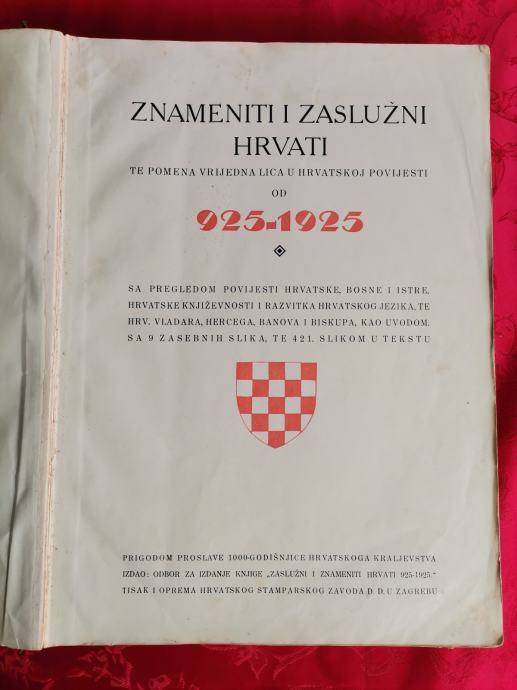 ZNAMENITI I ZASLUŽNI
HRVATI
TE POMENA VRIJEDNA LICA U HRVATSKOJ POVIJESTI
OD
925-1925
SA PREGLEDOM POVIJESTI HRVATSKE, BOSNE I ISTRE,
HRVATSKE KNJIŽEVNOSTI I RAZVITKA HRVATSKOG JEZIKA, TE
HRV. VLADARA, HERCEGA, BANOVA I BISKUPA, KAO UVODOM.
SA 9 ZASEBNIH SLIKA, TE 421. SLIKOM U TEKSTU
PRIGODOM PROSLAVE 1000-GODIŠNJICE HRVATSKOGA KRALJEVSTVA
IZDAO: ODBOR ZA IZDANJE KNJIGE „ZASLUŽNI I ZNAMENITI HRVATI 925-1925.“
TISAK I OPREMA HRVATSKOG ŠTAMPARSKOG ZAVODA D. D. U ZAGREBU